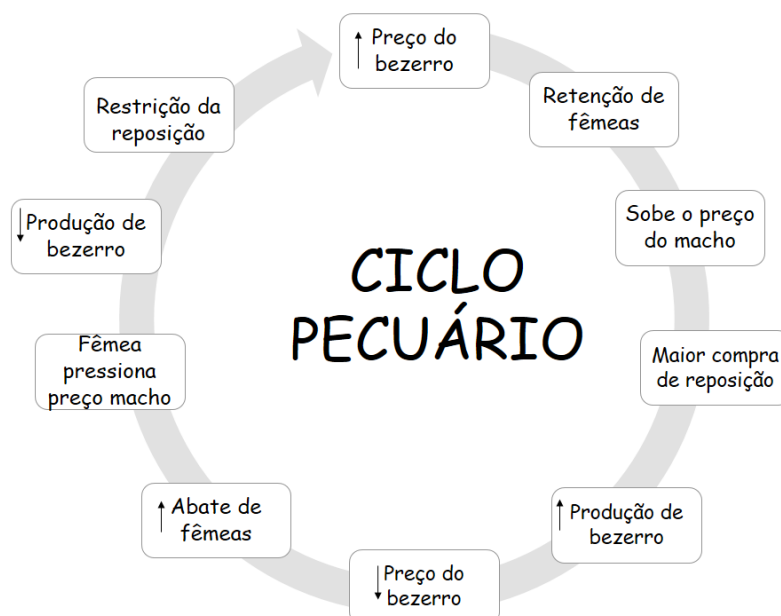 ↑ Preço do
bezerro
Retenção de
fêmeas
Sobe o preço
do macho
Maior compra
de reposição
↑ Produção de
bezerro
↓ Preço do
bezerro
↑ Abate de
fêmeas
Fêmea
pressiona
preço macho
↓ Produção de
bezerro
Restrição da
reposição
CICLO
PECUÁRIO